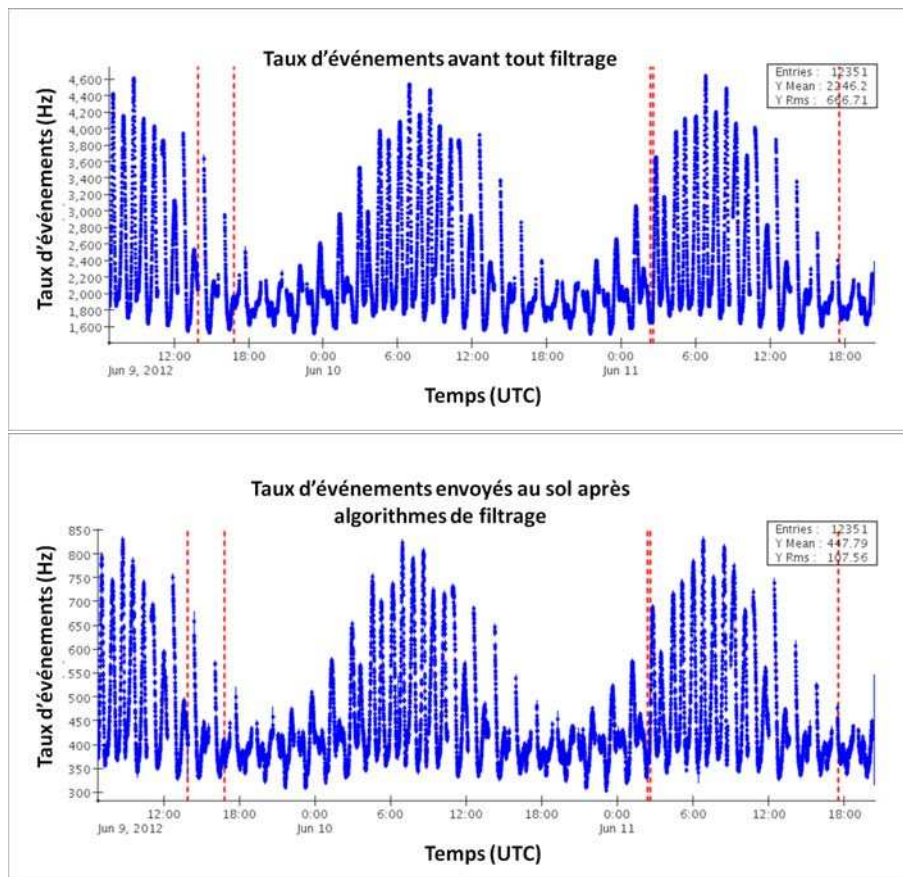 Taux d'événements avant tout filtrage
Entries : 12351
Y Mean : 2246.2
Y Rms : 666.71
Taux d'événements (Hz)
4,600
4,400
4,200
4,000
3,800
3,600
3,400
3,200
3,000
2,800
2,600
2,400
2,200
2,000
1,800
1,600
12:00 18:00 0:00 6:00 12:00 18:00 0:00 6:00 12:00 18:00
Jun 9, 2012 Jun 10 Jun 11
Temps (UTC)
Taux d'événements envoyés au sol après
algorithmes de filtrage
Entries : 12351
Y Mean : 447.79
Y Rms : 107.56
Taux d'événements (Hz)
850
800
750
700
650
600
550
500
450
400
350
300
12:00 18:00 0:00 6:00 12:00 18:00 0:00 6:00 12:00 18:00
Jun 9, 2012 Jun 10 Jun 11
Temps (UTC)